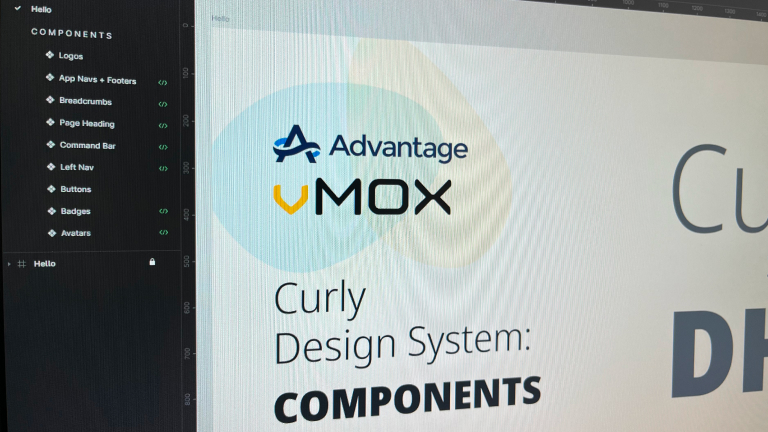 Hello
COMPONENTS
Logos
App Navs + Footers
Breadcrumbs
Page Heading
Command Bar
Left Nav
Buttons
Badges
Avatars
Hello
Hello
Advantage
vMOX
Curly
Design System:
COMPONENTS
Cu
DH